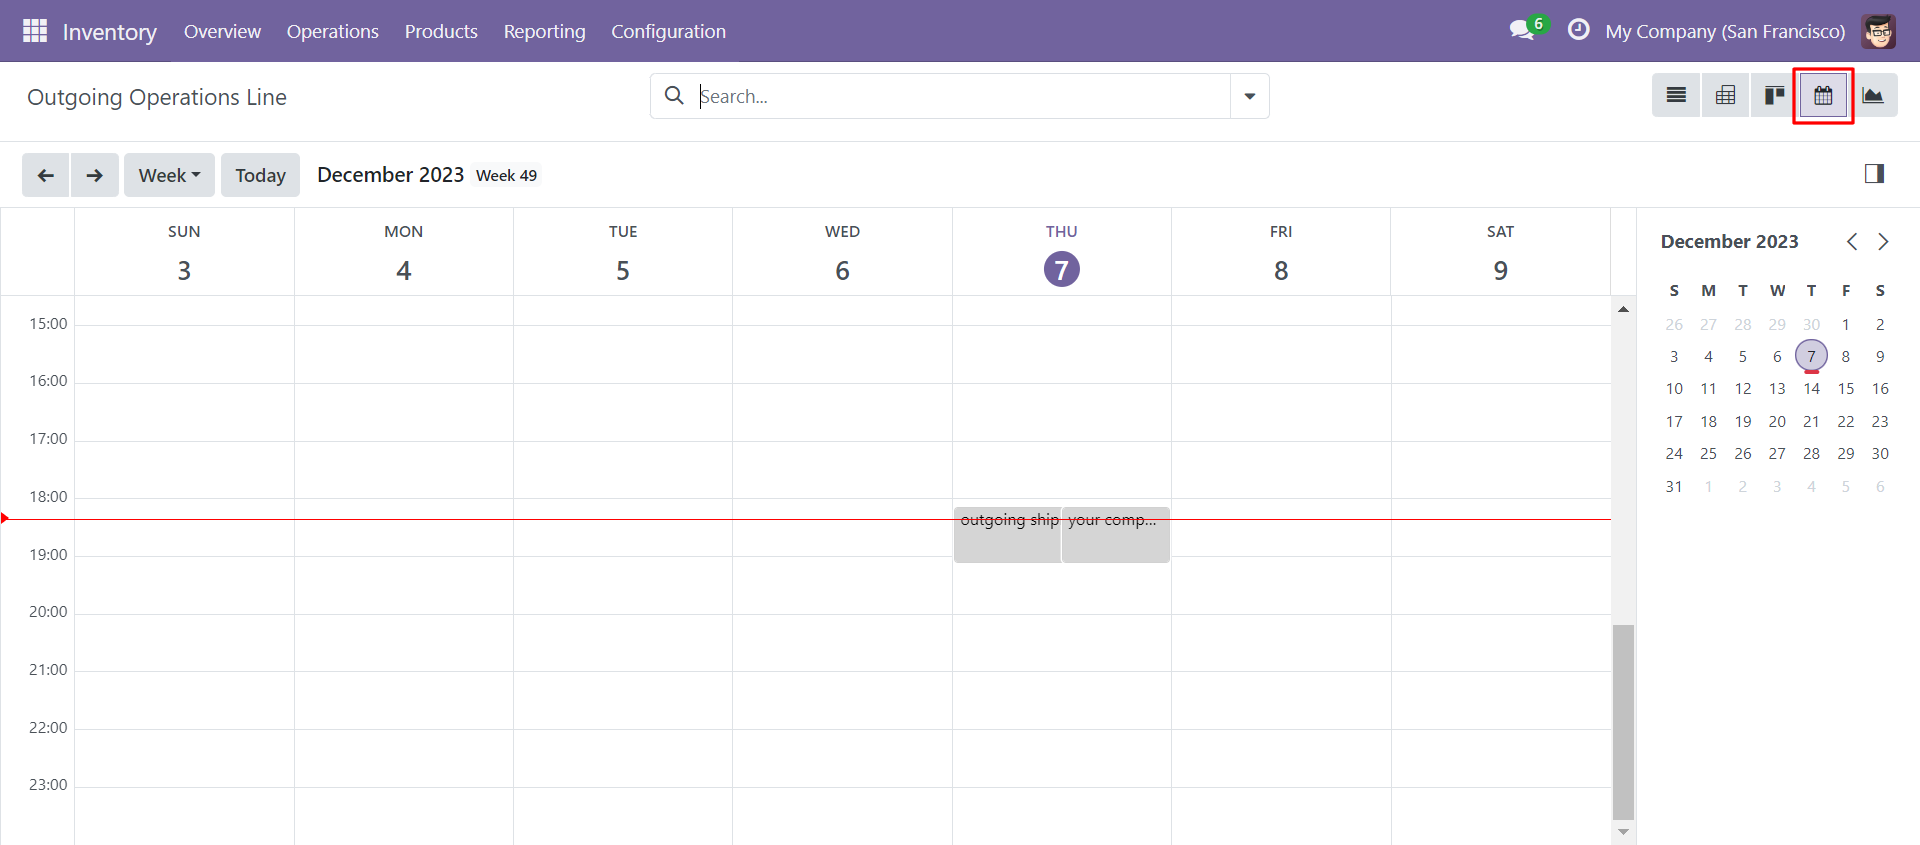 Inventory Overview Operations Products Reporting Configuration 6 My Company (San Francisco)
Outgoing Operations Line Search...
Week Today December 2023 Week 49
SUN MON TUE WED THU FRI SAT
3 4 5 6 7 8 9
15:00
16:00
17:00
18:00
outgoing ship your comp...
19:00
20:00
21:00
22:00
23:00
December 2023
S M T W T F S
26 27 28 29 30 1 2
3 4 5 6 7 8 9
10 11 12 13 14 15 16
17 18 19 20 21 22 23
24 25 26 27 28 29 30
31 1 2 3 4 5 6